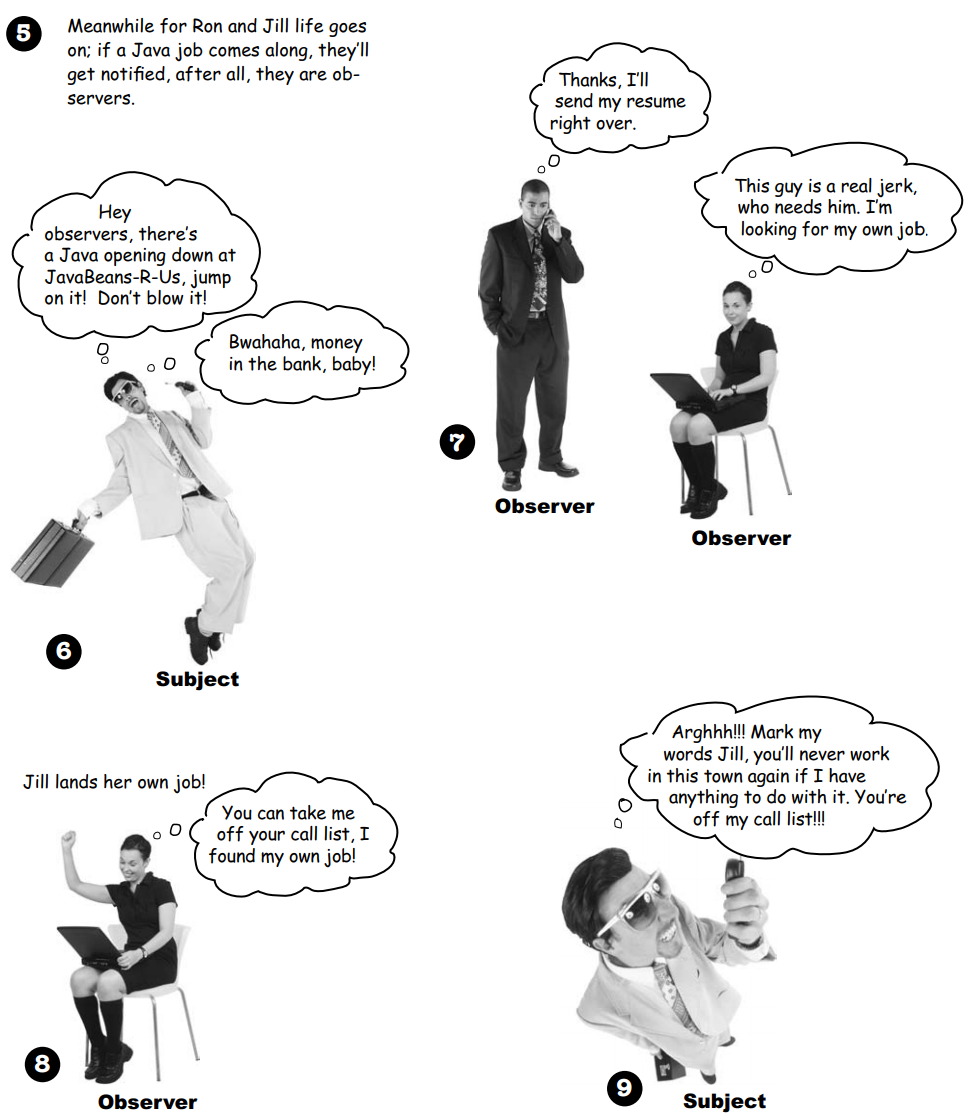 5
Meanwhile for Ron and Jill life goes
on; if a Java job comes along, they’ll
get notified, after all, they are ob-
servers.
Hey
observers, there’s
a Java opening down at
JavaBeans-R-Us, jump
on it! Don’t blow it!
Bwahaha, money
in the bank, baby!
6
Subject
Thanks, I’ll
send my resume
right over.
This guy is a real jerk,
who needs him. I’m
looking for my own job.
7
Observer
Observer
Jill lands her own job!
You can take me
off your call list, I
found my own job!
8
Observer
Arghhh!!! Mark my
words Jill, you’ll never work
in this town again if I have
anything to do with it. You’re
off my call list!!!
9
Subject